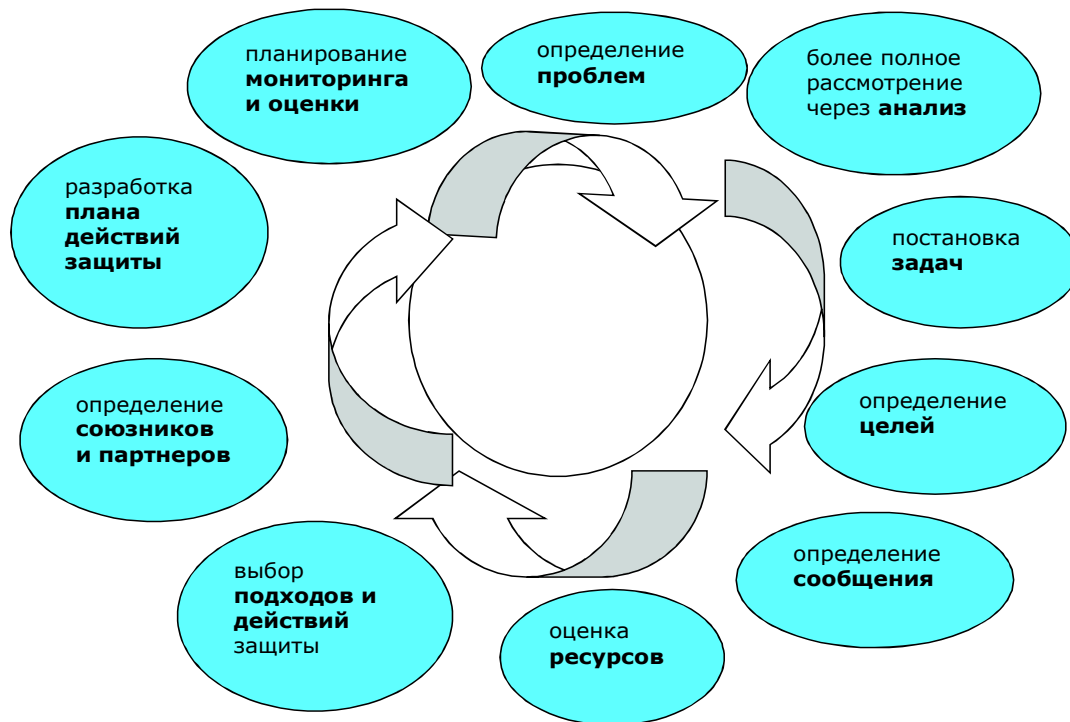 определение
проблем
более полное
рассмотрение
через анализ
постановка
задач
определение
целей
определение
сообщения
оценка
ресурсов
выбор
подходов и
действий
защиты
определение
союзников
и партнеров
разработка
плана
действий
защиты
планирование
мониторинга
и оценки